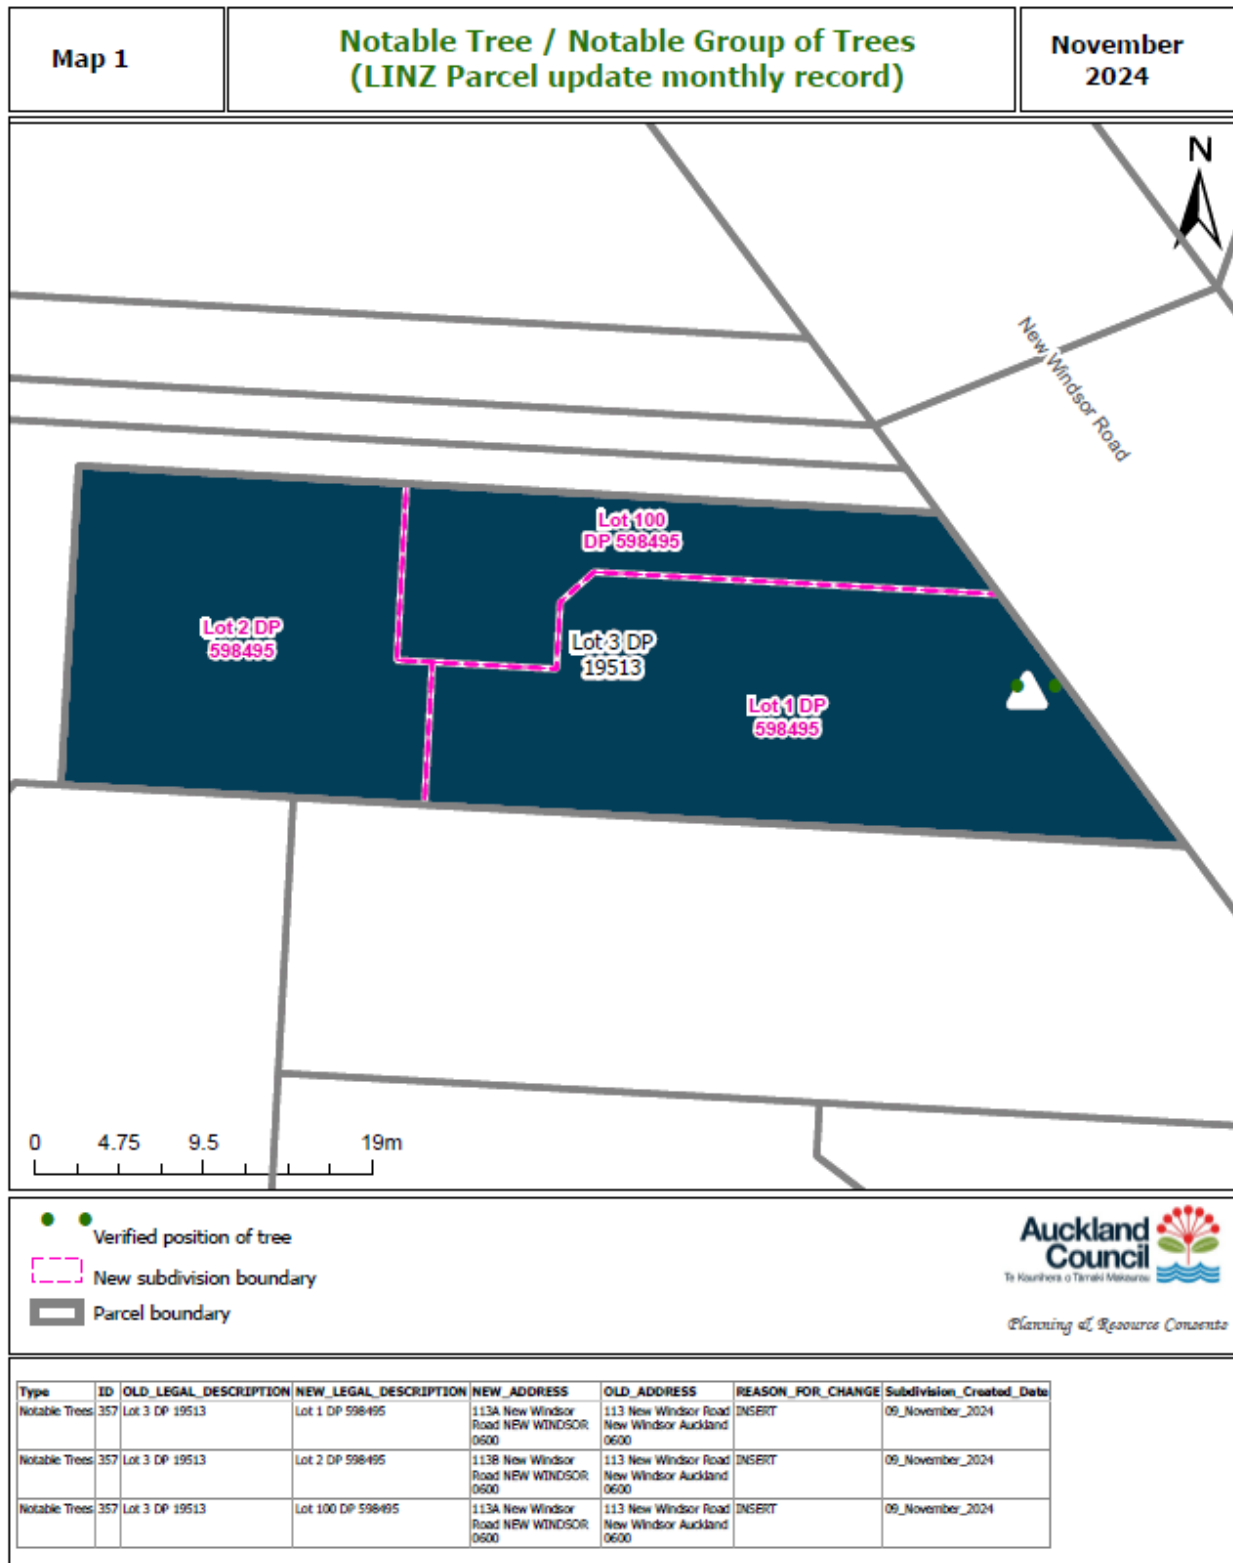 Map 1
Notable Tree / Notable Group of Trees
(LINZ Parcel update monthly record)
November
2024
N
New Windsor Road
Lot 100
DP 598495
Lot 2 DP
598495
Lot 3 DP
19513
Lot 1 DP
598495
0 4.75 9.5 19m
Verified position of tree
New subdivision boundary
Parcel boundary
Auckland
Council
Te Kaunihera o Tāmaki Makaurau
Planning & Resource Consents
Type ID OLD_LEGAL_DESCRIPTION NEW_LEGAL_DESCRIPTION NEW_ADDRESS OLD_ADDRESS REASON_FOR_CHANGE Subdivision_Created_Date
Notable Trees 357 Lot 3 DP 19513 Lot 1 DP 598495 113A New Windsor 113 New Windsor Road INSERT 09_November_2024
Road NEW WINDSOR New Windsor Auckland
0600 0600
Notable Trees 357 Lot 3 DP 19513 Lot 2 DP 598495 113B New Windsor 113 New Windsor Road INSERT 09_November_2024
Road NEW WINDSOR New Windsor Auckland
0600 0600
Notable Trees 357 Lot 3 DP 19513 Lot 100 DP 598495 113A New Windsor 113 New Windsor Road INSERT 09_November_2024
Road NEW WINDSOR New Windsor Auckland
0600 0600